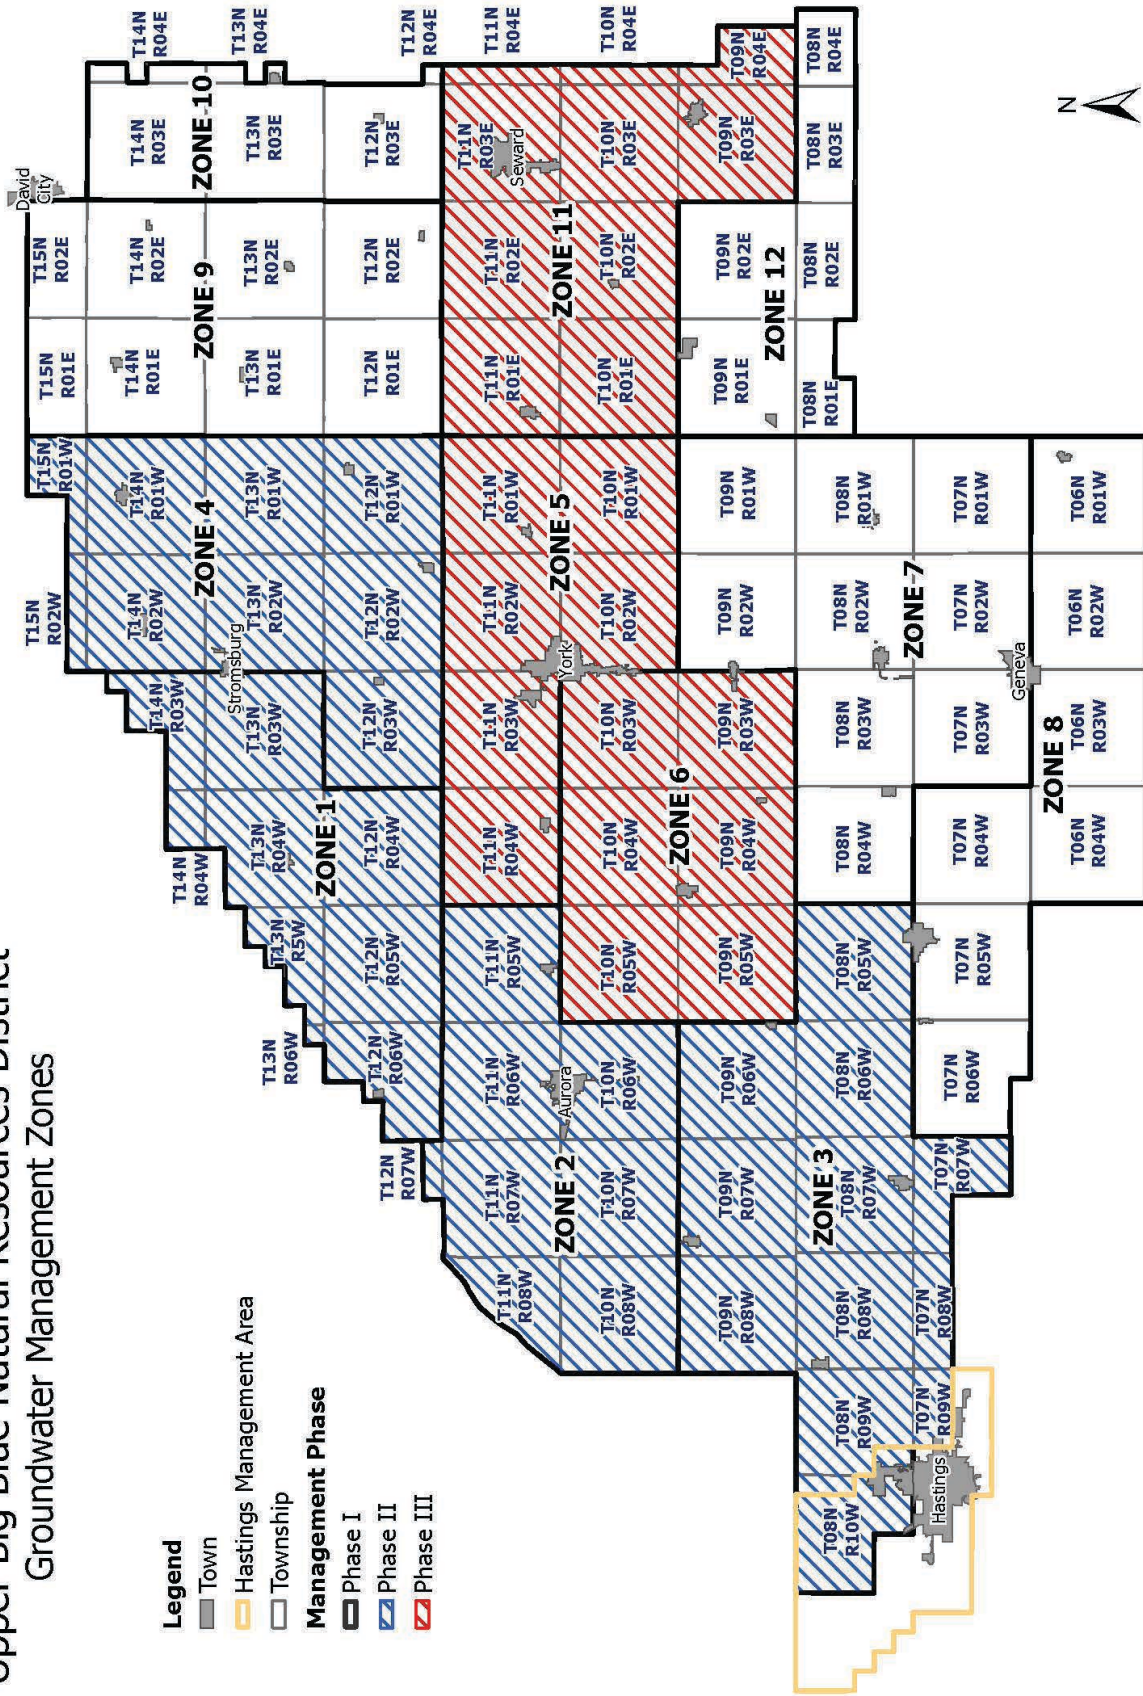 Upper Big Blue Natural Resources District
Groundwater Management Zones
Legend
Town
Hastings Management Area
Township
Management Phase
Phase I
Phase II
Phase III
David
City
T15N
R02W
T15N
R01W
T15N
R01E
T15N
R02E
T14N
R04W
T14N
R03W
T14N
R02W
T14N
R01W
T14N
R01E
T14N
R02E
T14N
R03E
T14N
R04E
ZONE 4
ZONE 9
ZONE 10
Stromsburg
T13N
R06W
T13N
R5W
T13N
R04W
T13N
R03W
T13N
R02W
T13N
R01W
T13N
R01E
T13N
R02E
T13N
R03E
T13N
R04E
ZONE 1
T12N
R07W
T12N
R06W
T12N
R05W
T12N
R04W
T12N
R03W
T12N
R02W
T12N
R01W
T12N
R01E
T12N
R02E
T12N
R03E
T12N
R04E
T11N
R08W
T11N
R07W
T11N
R06W
T11N
R05W
T11N
R04W
T11N
R03W
T11N
R02W
T11N
R01W
T11N
R01E
T11N
R02E
T11N
R03E
T11N
R04E
Seward
ZONE 2
Aurora
York
ZONE 5
ZONE 11
T10N
R08W
T10N
R07W
T10N
R06W
T10N
R05W
T10N
R04W
T10N
R03W
T10N
R02W
T10N
R01W
T10N
R01E
T10N
R02E
T10N
R03E
T10N
R04E
ZONE 6
T09N
R08W
T09N
R07W
T09N
R06W
T09N
R05W
T09N
R04W
T09N
R03W
T09N
R02W
T09N
R01W
T09N
R01E
T09N
R02E
T09N
R03E
T09N
R04E
ZONE 12
ZONE 3
T08N
R10W
T08N
R09W
T08N
R08W
T08N
R07W
T08N
R06W
T08N
R05W
T08N
R04W
T08N
R03W
T08N
R02W
T08N
R01W
T08N
R01E
T08N
R02E
T08N
R03E
T08N
R04E
ZONE 7
Hastings
T07N
R09W
T07N
R08W
T07N
R07W
T07N
R06W
T07N
R05W
T07N
R04W
T07N
R03W
T07N
R02W
T07N
R01W
Geneva
ZONE 8
T06N
R04W
T06N
R03W
T06N
R02W
T06N
R01W
N